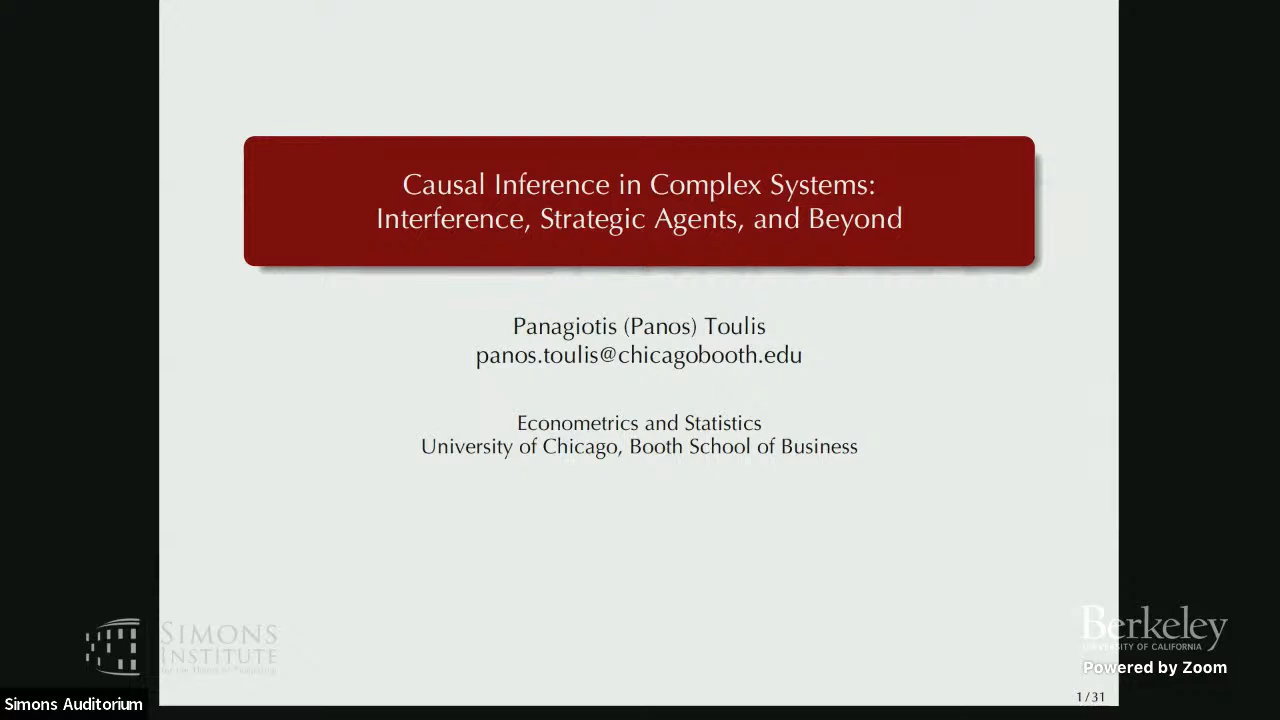 Causal Inference in Complex Systems:
Interference, Strategic Agents, and Beyond
Panagiotis (Panos) Toulis
panos.toulis@chicagobooth.edu
Econometrics and Statistics
University of Chicago, Booth School of Business
SIMONS
INSTITUTE
Berkeley
UNIVERSITY OF CALIFORNIA
Powered by Zoom
1 / 31
Simons Auditorium